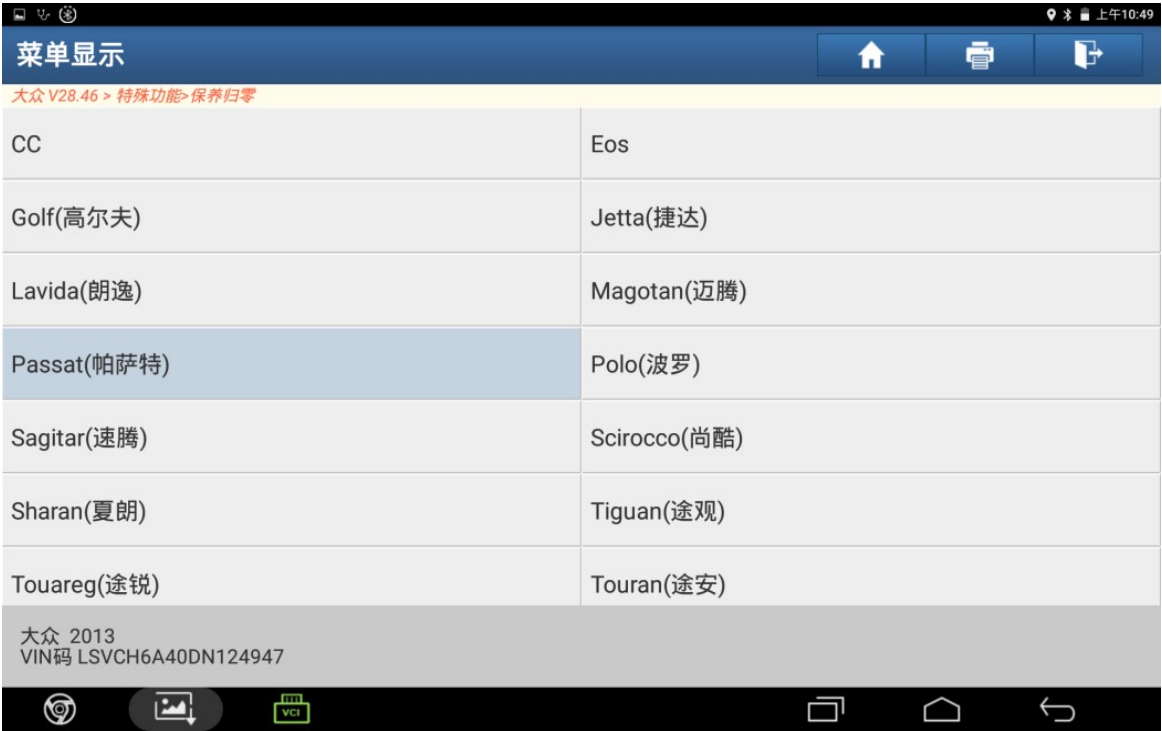 上午10:49
菜单显示
大众 V28.46 > 特殊功能>保养归零
CC
Eos
Golf(高尔夫)
Jetta(捷达)
Lavida(朗逸)
Magotan(迈腾)
Passat(帕萨特)
Polo(波罗)
Sagitar(速腾)
Scirocco(尚酷)
Sharan(夏朗)
Tiguan(途观)
Touareg(途锐)
Touran(途安)
大众 2013
VIN码 LSVCH6A40DN124947
VCI